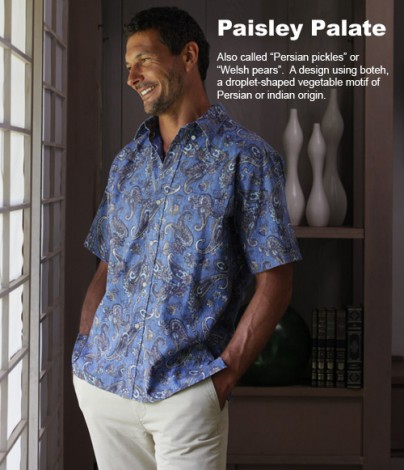 Paisley Palate
Also called “Persian pickles” or
“Welsh pears”.  A design using boteh,
a droplet-shaped vegetable motif of
Persian or indian origin.